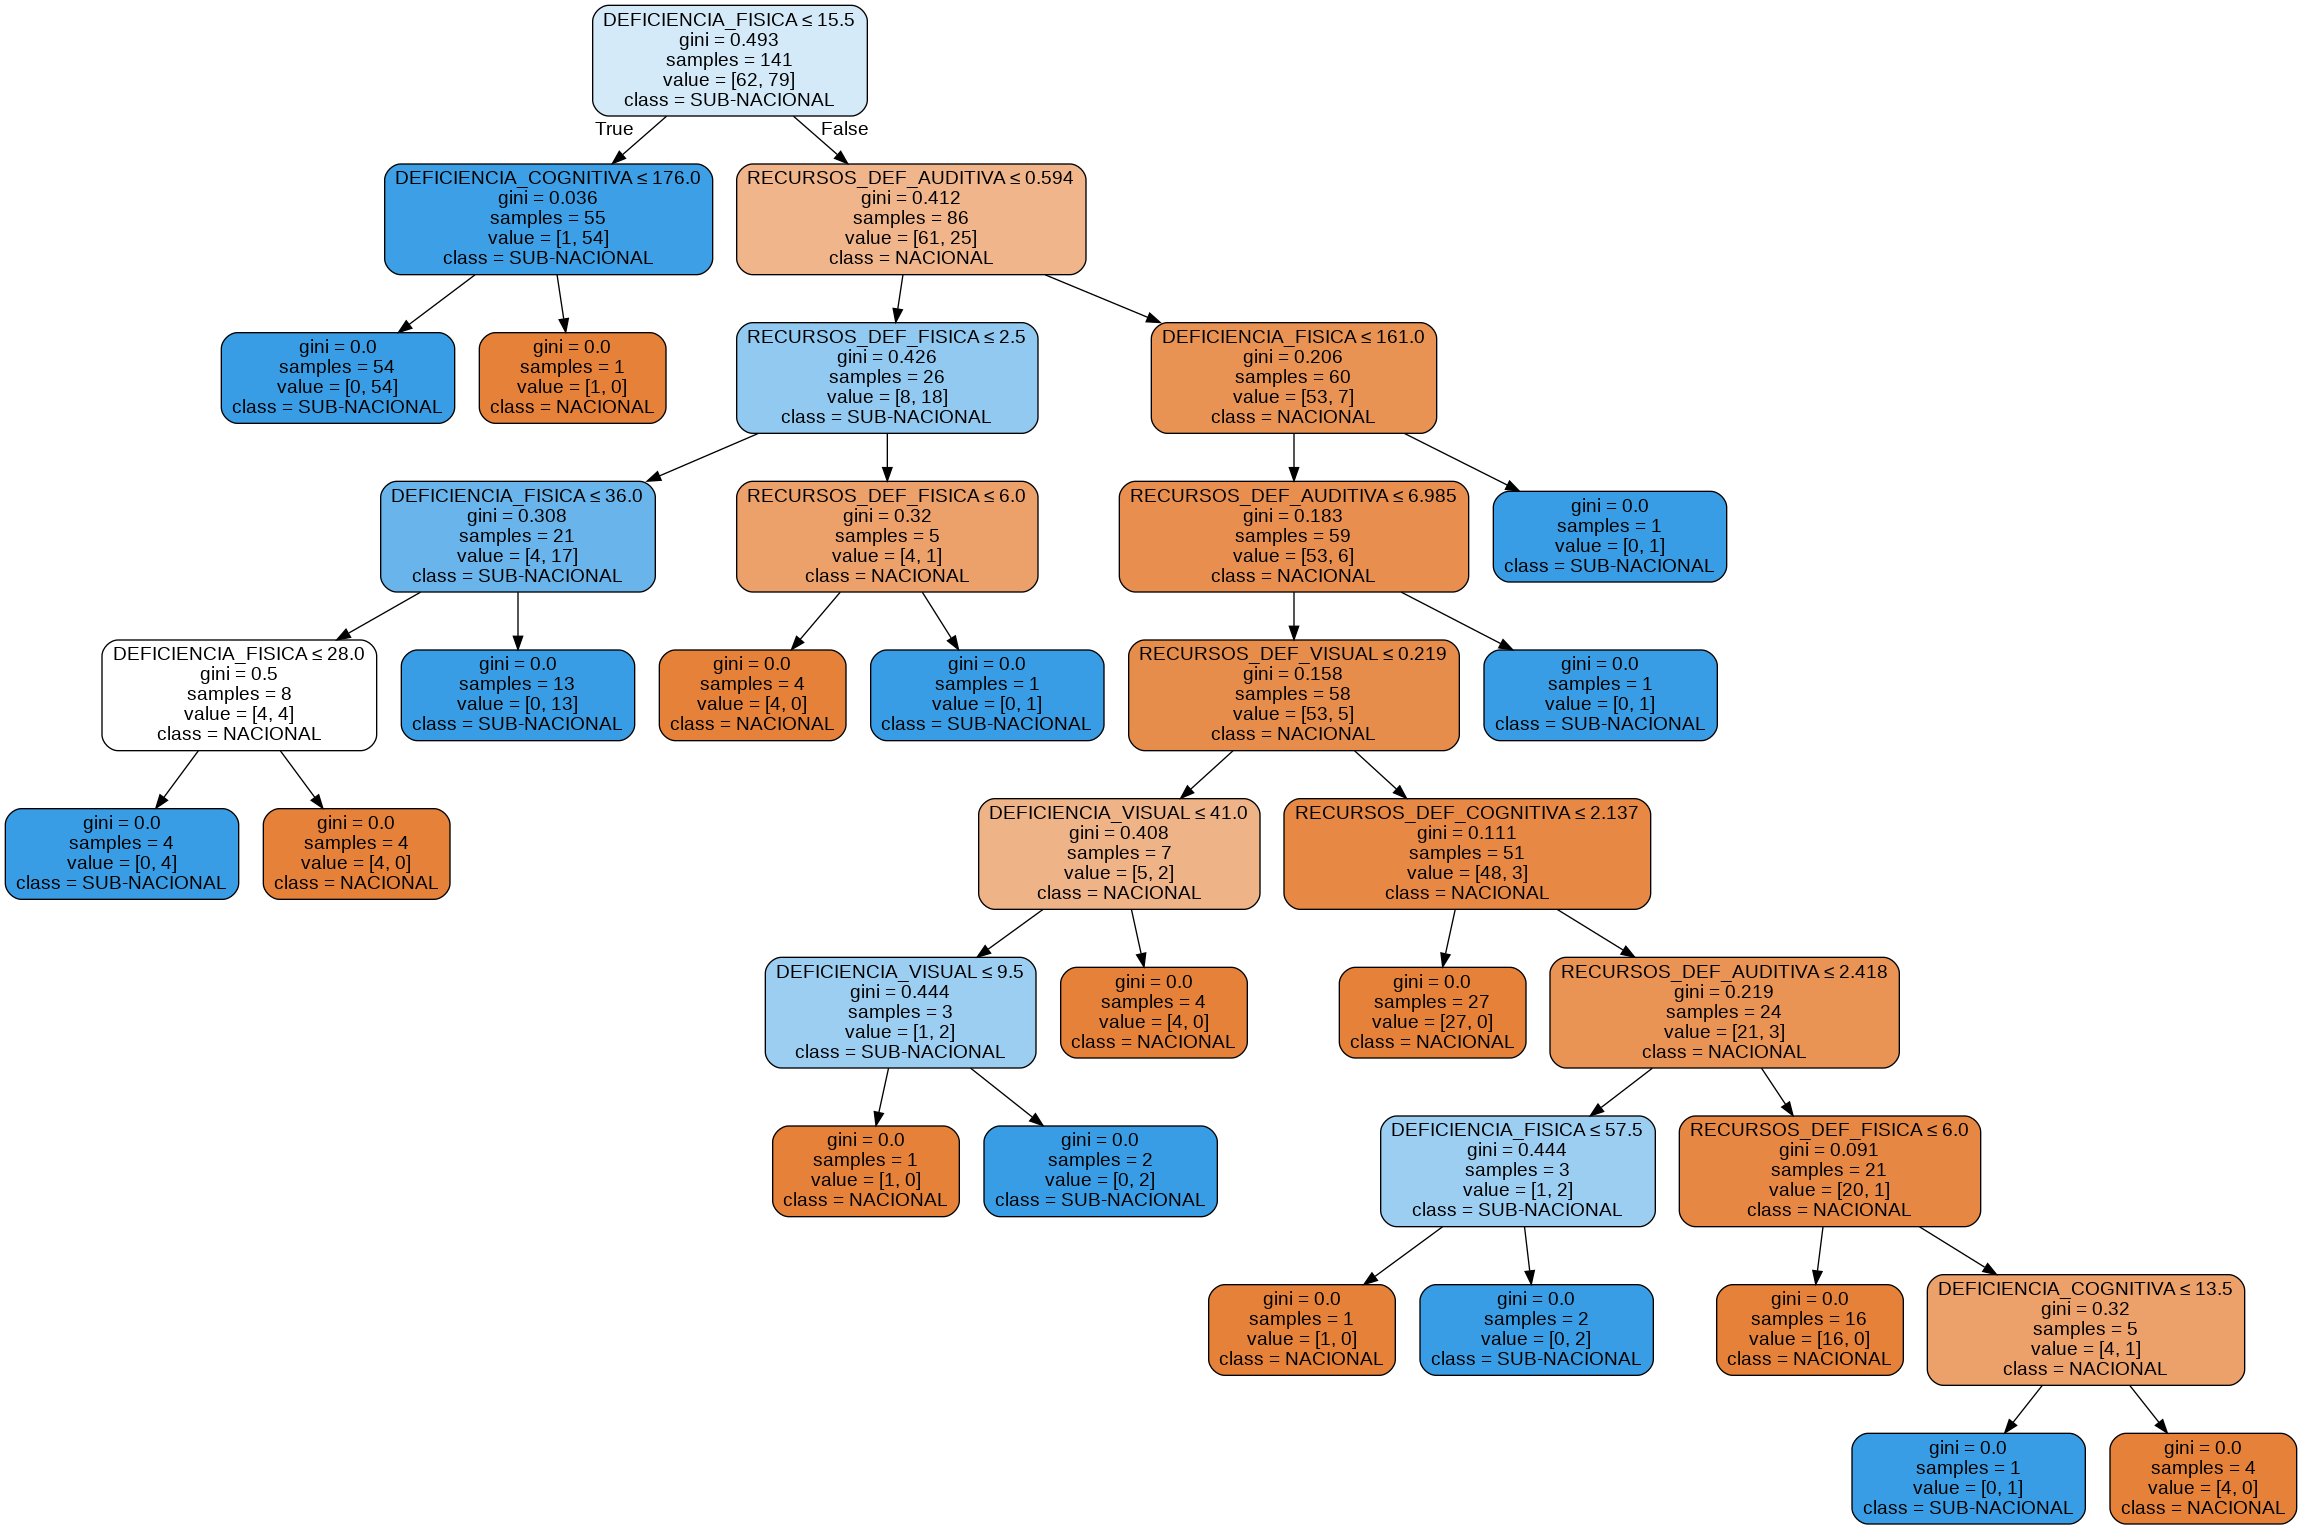 DEFICIENCIA_FISICA ≤ 15.5
gini = 0.493
samples = 141
value = [62, 79]
class = SUB-NACIONAL
True
False
DEFICIENCIA_COGNITIVA ≤ 176.0
gini = 0.036
samples = 55
value = [1, 54]
class = SUB-NACIONAL
RECURSOS_DEF_AUDITIVA ≤ 0.594
gini = 0.412
samples = 86
value = [61, 25]
class = NACIONAL
gini = 0.0
samples = 54
value = [0, 54]
class = SUB-NACIONAL
gini = 0.0
samples = 1
value = [1, 0]
class = NACIONAL
RECURSOS_DEF_FISICA ≤ 2.5
gini = 0.426
samples = 26
value = [8, 18]
class = SUB-NACIONAL
DEFICIENCIA_FISICA ≤ 161.0
gini = 0.206
samples = 60
value = [53, 7]
class = NACIONAL
DEFICIENCIA_FISICA ≤ 36.0
gini = 0.308
samples = 21
value = [4, 17]
class = SUB-NACIONAL
RECURSOS_DEF_FISICA ≤ 6.0
gini = 0.32
samples = 5
value = [4, 1]
class = NACIONAL
RECURSOS_DEF_AUDITIVA ≤ 6.985
gini = 0.183
samples = 59
value = [53, 6]
class = NACIONAL
gini = 0.0
samples = 1
value = [0, 1]
class = SUB-NACIONAL
DEFICIENCIA_FISICA ≤ 28.0
gini = 0.5
samples = 8
value = [4, 4]
class = NACIONAL
gini = 0.0
samples = 13
value = [0, 13]
class = SUB-NACIONAL
gini = 0.0
samples = 4
value = [4, 0]
class = NACIONAL
gini = 0.0
samples = 1
value = [0, 1]
class = SUB-NACIONAL
RECURSOS_DEF_VISUAL ≤ 0.219
gini = 0.158
samples = 58
value = [53, 5]
class = NACIONAL
gini = 0.0
samples = 1
value = [0, 1]
class = SUB-NACIONAL
gini = 0.0
samples = 4
value = [0, 4]
class = SUB-NACIONAL
gini = 0.0
samples = 4
value = [4, 0]
class = NACIONAL
DEFICIENCIA_VISUAL ≤ 41.0
gini = 0.408
samples = 7
value = [5, 2]
class = NACIONAL
RECURSOS_DEF_COGNITIVA ≤ 2.137
gini = 0.111
samples = 51
value = [48, 3]
class = NACIONAL
DEFICIENCIA_VISUAL ≤ 9.5
gini = 0.444
samples = 3
value = [1, 2]
class = SUB-NACIONAL
gini = 0.0
samples = 4
value = [4, 0]
class = NACIONAL
gini = 0.0
samples = 27
value = [27, 0]
class = NACIONAL
RECURSOS_DEF_AUDITIVA ≤ 2.418
gini = 0.219
samples = 24
value = [21, 3]
class = NACIONAL
gini = 0.0
samples = 1
value = [1, 0]
class = NACIONAL
gini = 0.0
samples = 2
value = [0, 2]
class = SUB-NACIONAL
DEFICIENCIA_FISICA ≤ 57.5
gini = 0.444
samples = 3
value = [1, 2]
class = SUB-NACIONAL
RECURSOS_DEF_FISICA ≤ 6.0
gini = 0.091
samples = 21
value = [20, 1]
class = NACIONAL
gini = 0.0
samples = 1
value = [1, 0]
class = NACIONAL
gini = 0.0
samples = 2
value = [0, 2]
class = SUB-NACIONAL
gini = 0.0
samples = 16
value = [16, 0]
class = NACIONAL
DEFICIENCIA_COGNITIVA ≤ 13.5
gini = 0.32
samples = 5
value = [4, 1]
class = NACIONAL
gini = 0.0
samples = 1
value = [0, 1]
class = SUB-NACIONAL
gini = 0.0
samples = 4
value = [4, 0]
class = NACIONAL